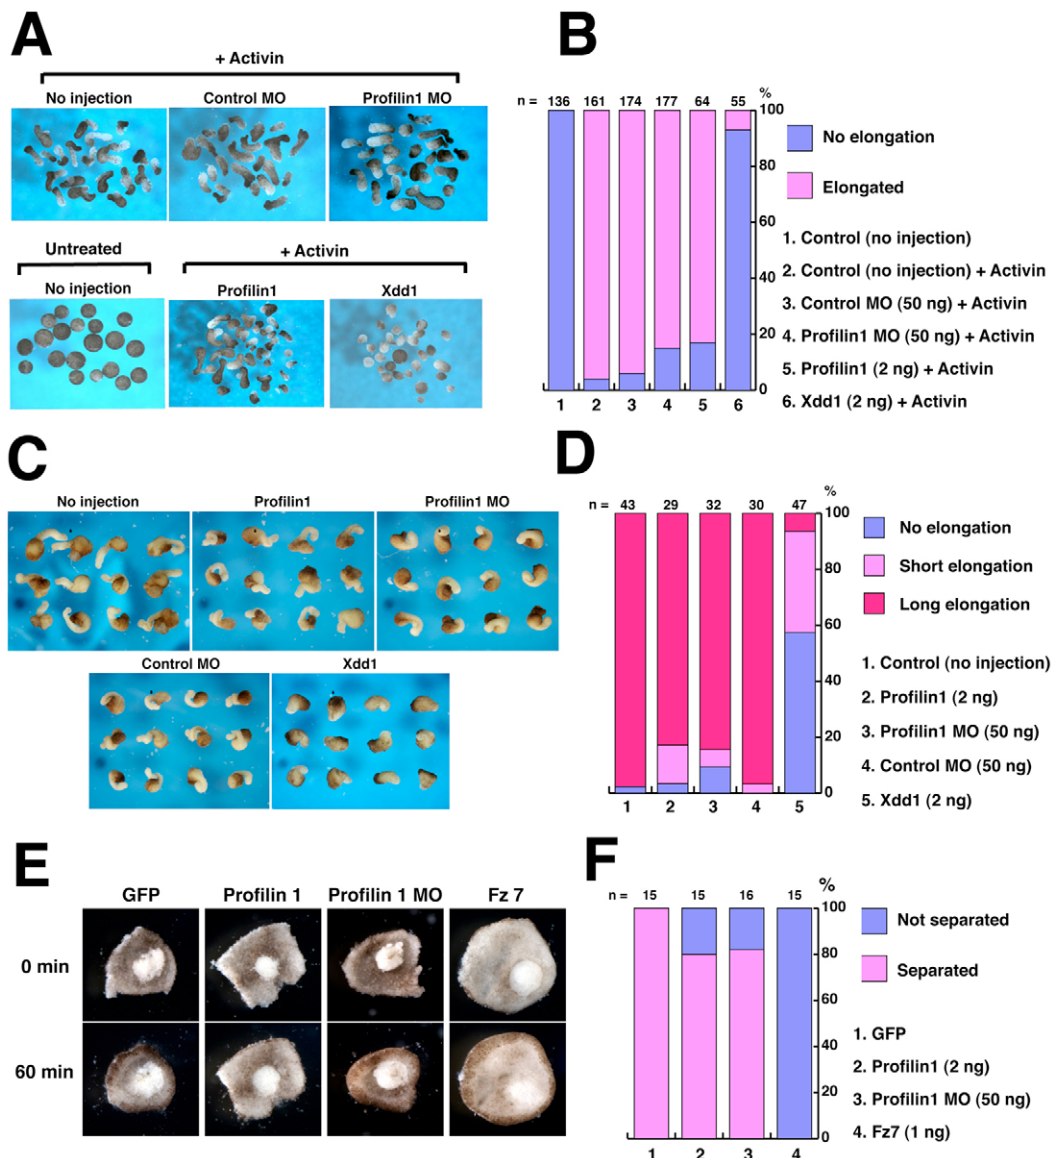 A
+ Activin
No injection Control MO Profilin1 MO
Untreated + Activin
No injection Profilin1 Xdd1
B
n = 136 161 174 177 64 55 %
100
80
60
40
20
0
1 2 3 4 5 6
No elongation
Elongated
1. Control (no injection)
2. Control (no injection) + Activin
3. Control MO (50 ng) + Activin
4. Profilin1 MO (50 ng) + Activin
5. Profilin1 (2 ng) + Activin
6. Xdd1 (2 ng) + Activin
C
No injection Profilin1 Profilin1 MO
Control MO Xdd1
D
n = 43 29 32 30 47 %
100
80
60
40
20
0
1 2 3 4 5
No elongation
Short elongation
Long elongation
1. Control (no injection)
2. Profilin1 (2 ng)
3. Profilin1 MO (50 ng)
4. Control MO (50 ng)
5. Xdd1 (2 ng)
E
GFP Profilin 1 Profilin 1 MO Fz 7
0 min
60 min
F
n = 15 15 16 15 %
100
80
60
40
20
0
1 2 3 4
Not separated
Separated
1. GFP
2. Profilin1 (2 ng)
3. Profilin1 MO (50 ng)
4. Fz7 (1 ng)